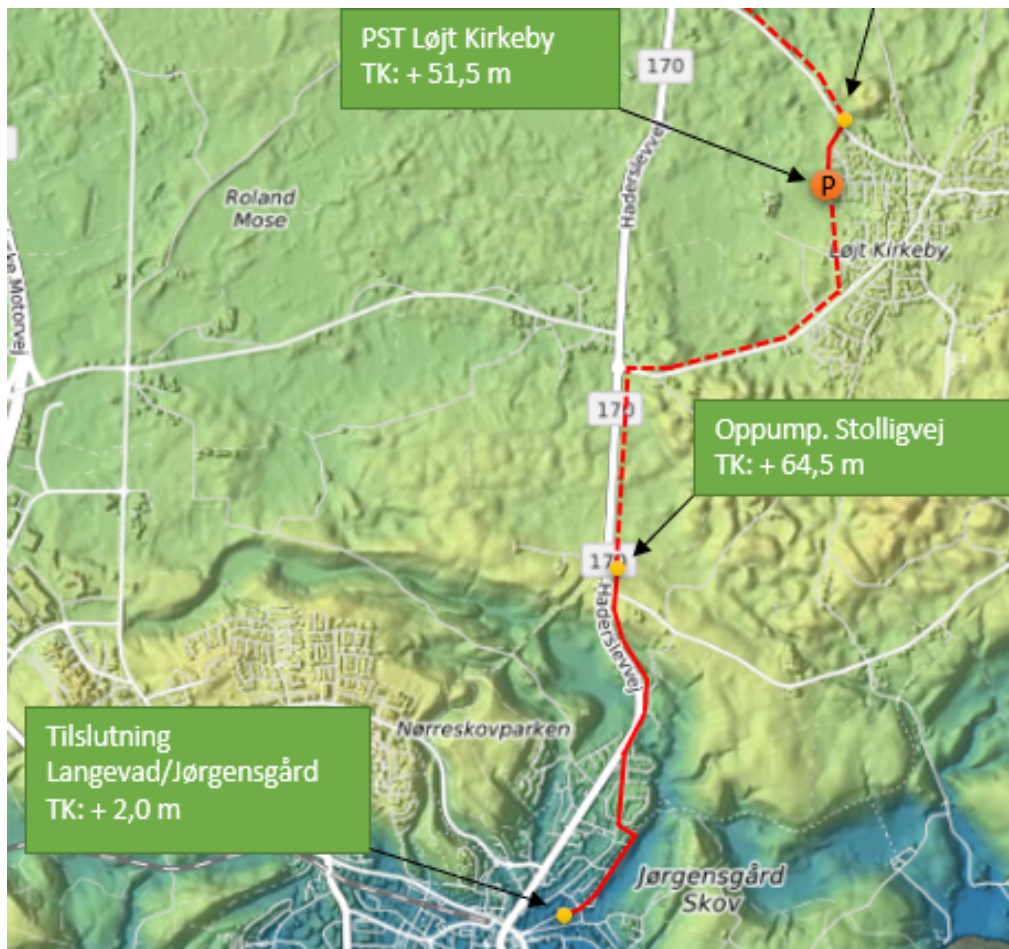 PST Løjt Kirkeby
TK: + 51,5 m
170
Haderslevvej
P
Roland
Mose
Løjt Kirkeby
Motorvej
170
Oppump. Stolligvej
TK: + 64,5 m
170
Haderslevvej
Nørreskovparken
Tilslutning
Langevad/Jørgensgård
TK: + 2,0 m
Jørgensgård
Skov